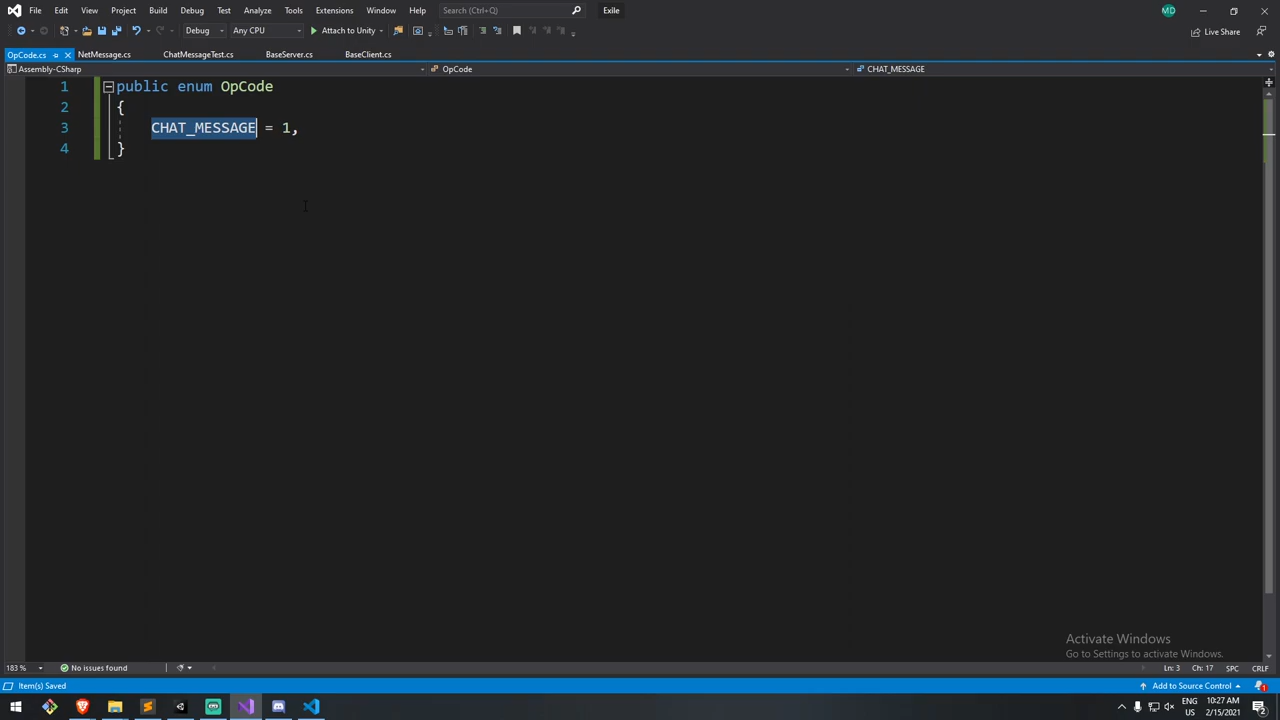 File Edit View Project Build Debug Test Analyze Tools Extensions Window Help Search (Ctrl+Q) Exile MD
Debug Any CPU Attach to Unity Live Share
OpCode.cs NetMessage.cs ChatMessageTest.cs BaseServer.cs BaseClient.cs
Assembly-CSharp OpCode CHAT_MESSAGE
1 public enum OpCode
2 {
3 CHAT_MESSAGE = 1,
4 }
Activate Windows
Go to Settings to activate Windows.
183 % No issues found Ln: 3 Ch: 17 SPC CRLF
Item(s) Saved Add to Source Control 1
ENG 10:27 AM
US 2/15/2021 2